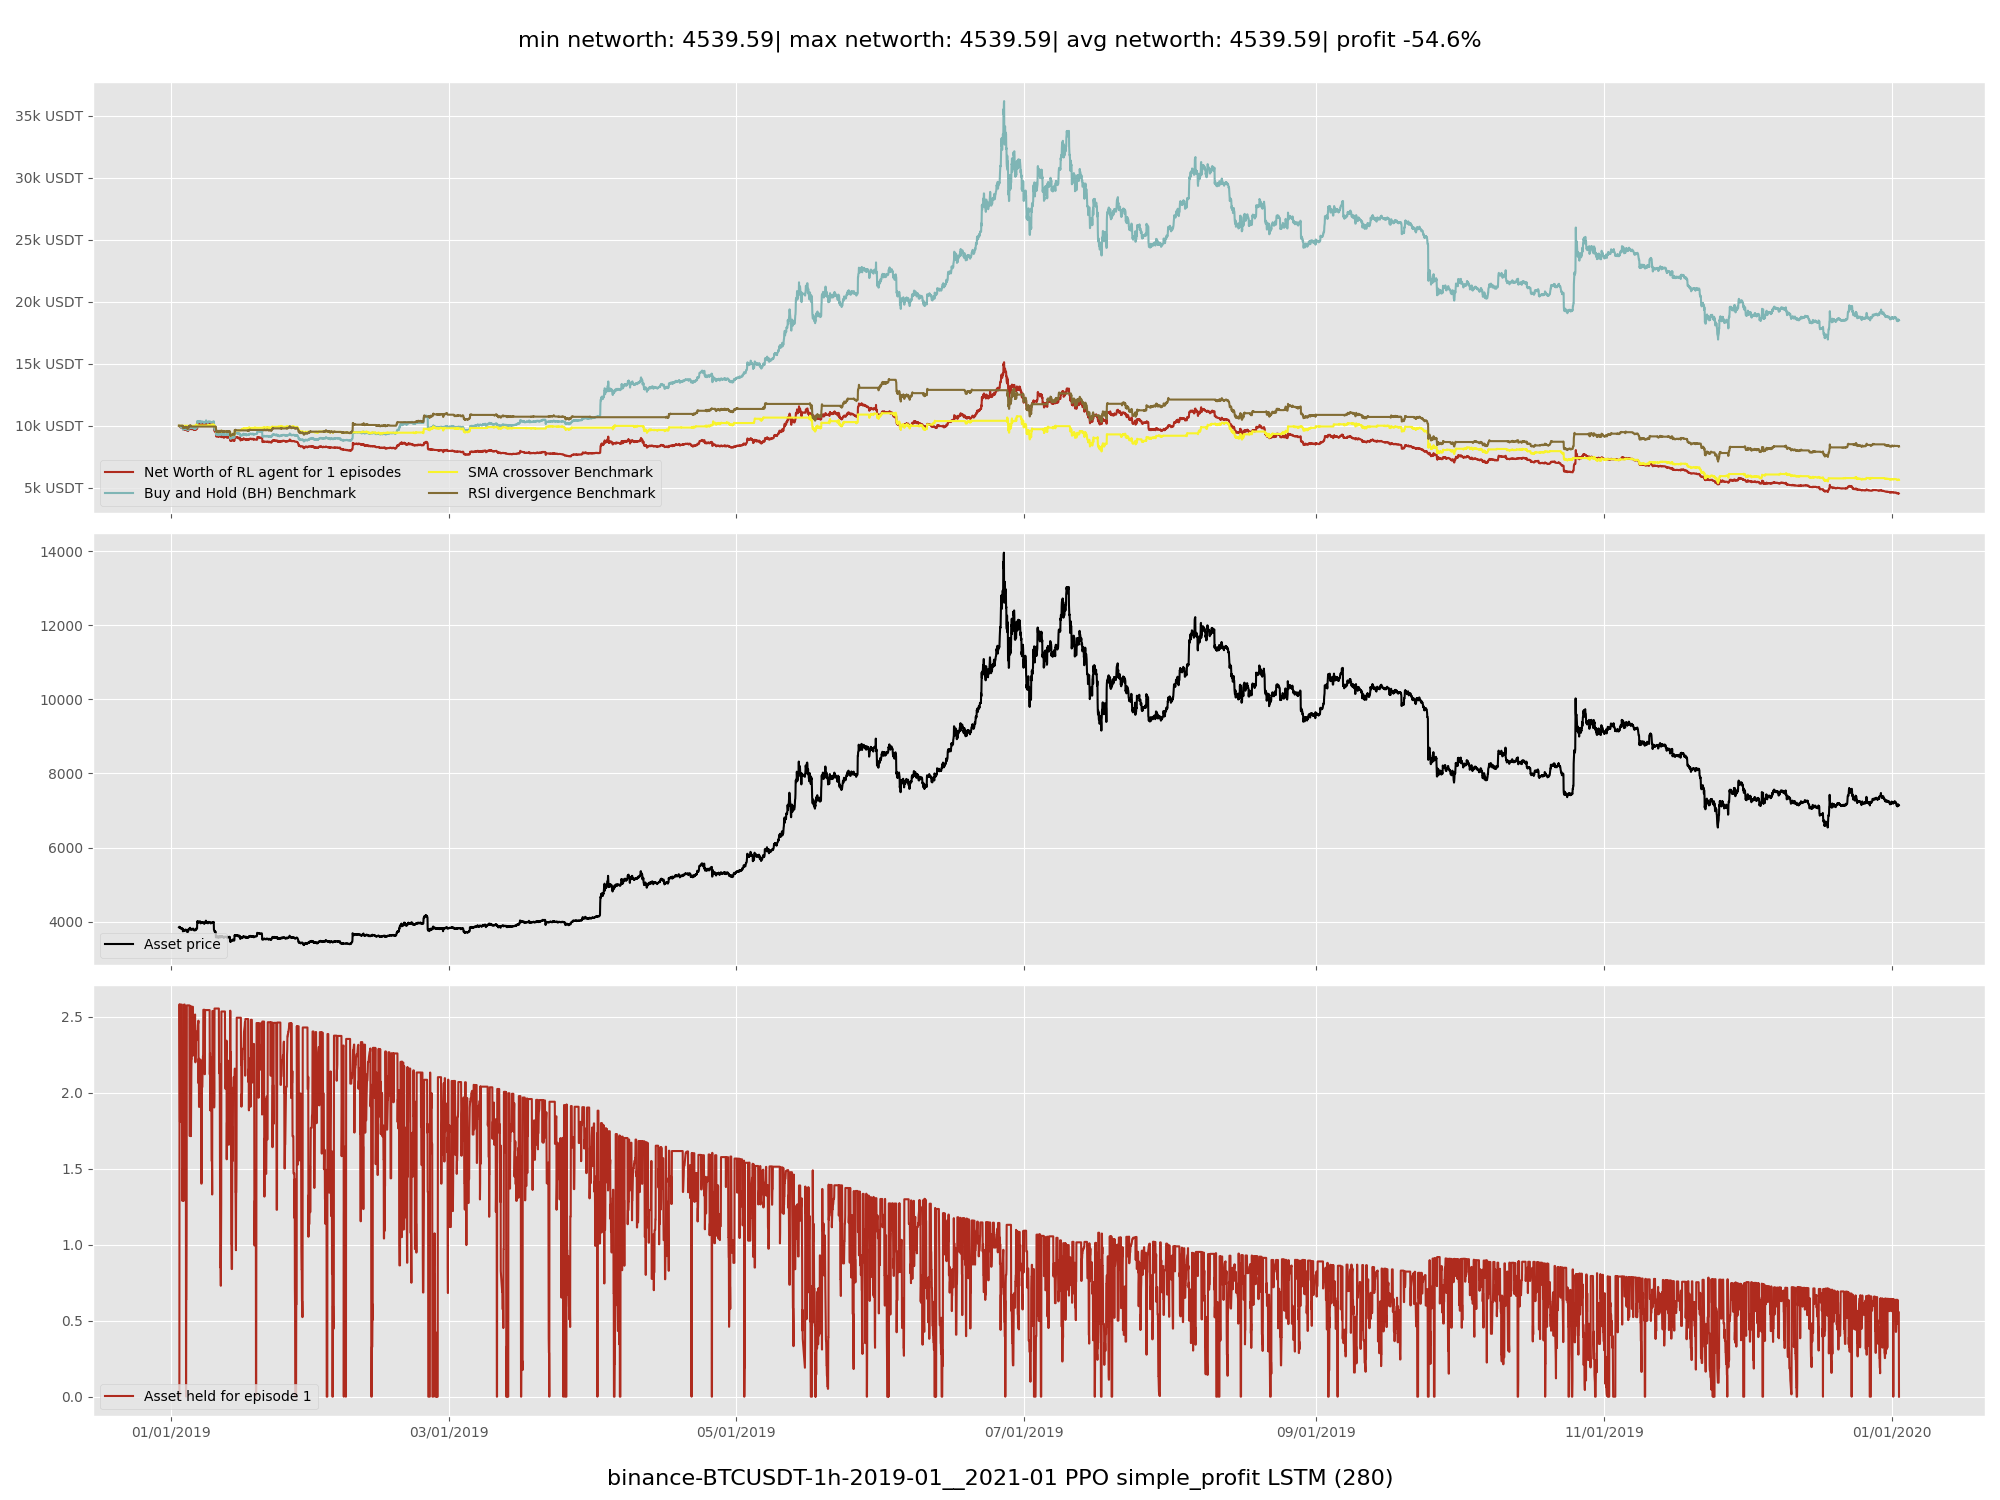 min networth: 4539.59| max networth: 4539.59| avg networth: 4539.59| profit -54.6%
35k USDT
30k USDT
25k USDT
20k USDT
15k USDT
10k USDT
5k USDT
Net Worth of RL agent for 1 episodes
Buy and Hold (BH) Benchmark
SMA crossover Benchmark
RSI divergence Benchmark
14000
12000
10000
8000
6000
4000
Asset price
2.5
2.0
1.5
1.0
0.5
0.0
Asset held for episode 1
01/01/2019 03/01/2019 05/01/2019 07/01/2019 09/01/2019 11/01/2019 01/01/2020
binance-BTCUSDT-1h-2019-01__2021-01 PPO simple_profit LSTM (280)